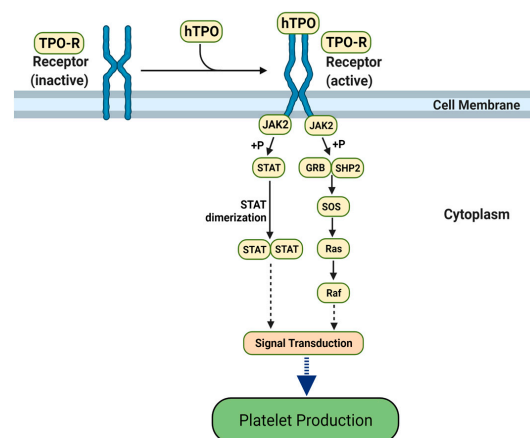 hTPO
TPO-R
Receptor
(inactive)
hTPO
TPO-R
Receptor
(active)
Cell Membrane
JAK2
JAK2
+P
+P
STAT
GRB
SHP2
STAT
dimerization
SOS
Cytoplasm
STAT
STAT
Ras
Raf
Signal Transduction
Platelet Production